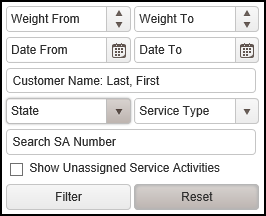 Weight From Weight To
Date From Date To
Customer Name: Last, First
State Service Type
Search SA Number
Show Unassigned Service Activities
Filter Reset